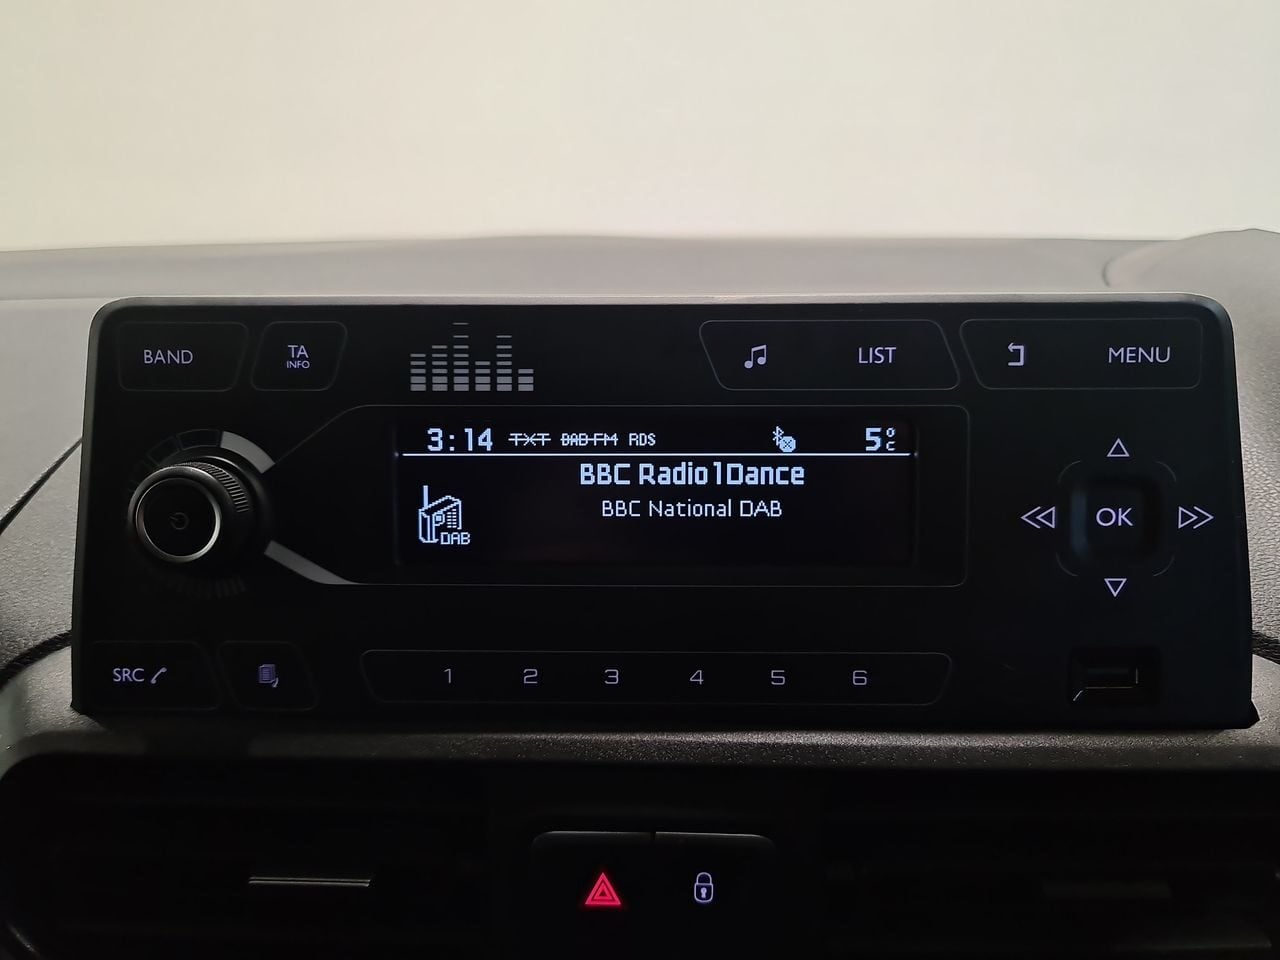 BAND
TA
INFO
LIST
MENU
3:14 TXT DAB-FM RDS 5°C
BBC Radio1Dance
BBC National DAB
DAB
OK
SRC
1 2 3 4 5 6